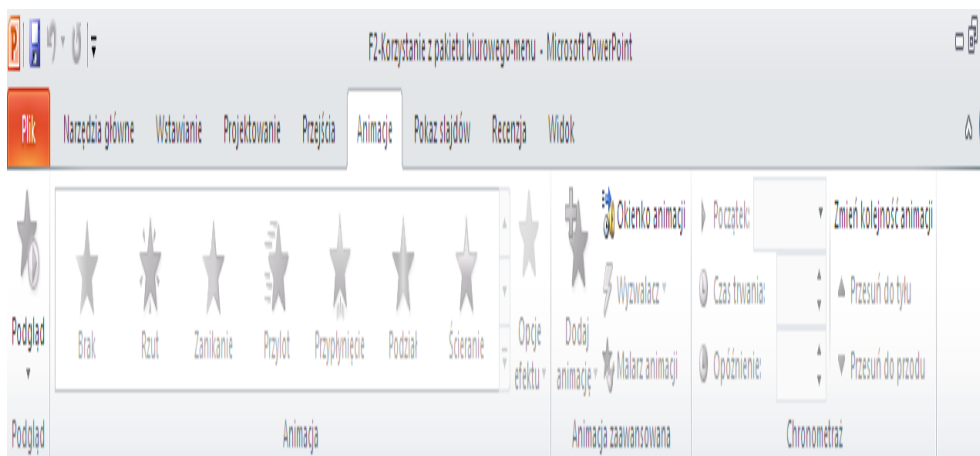 F2-Korzystanie z pakietu biurowego-menu - Microsoft PowerPoint
Plik Narzędzia główne Wstawianie Projektowanie Przejścia Animacje Pokaz slajdów Recenzja Widok
Podgląd
Brak Rzut Zanikanie Przylot Przypłynięcie Podział Ścieranie
Opcje
efektu
Dodaj
animację
Okienko animacji
Wyzwalacz
Malarz animacji
Początek:
Czas trwania:
Opóźnienie:
Zmień kolejność animacji
Przesuń do tyłu
Przesuń do przodu
Podgląd Animacja Animacja zaawansowana Chronometraż